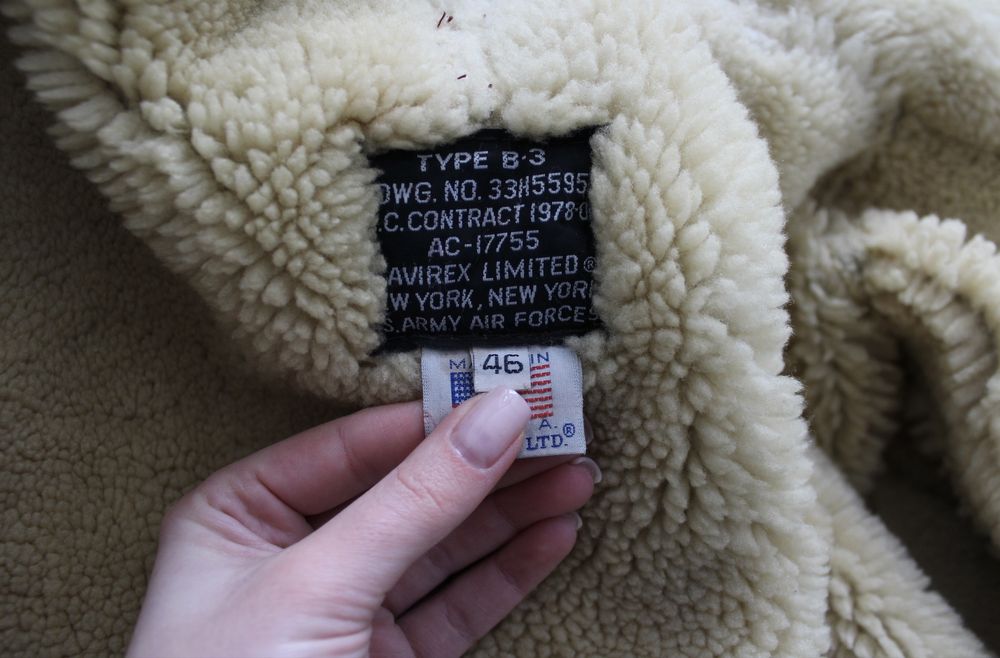 TYPE B-3
DWG. NO. 33H5595
.C. CONTRACT 1978-0
AC-17755
AVIREX LIMITED®
W YORK, NEW YOR
S. ARMY AIR FORCES
46
IN
A.
LTD.®